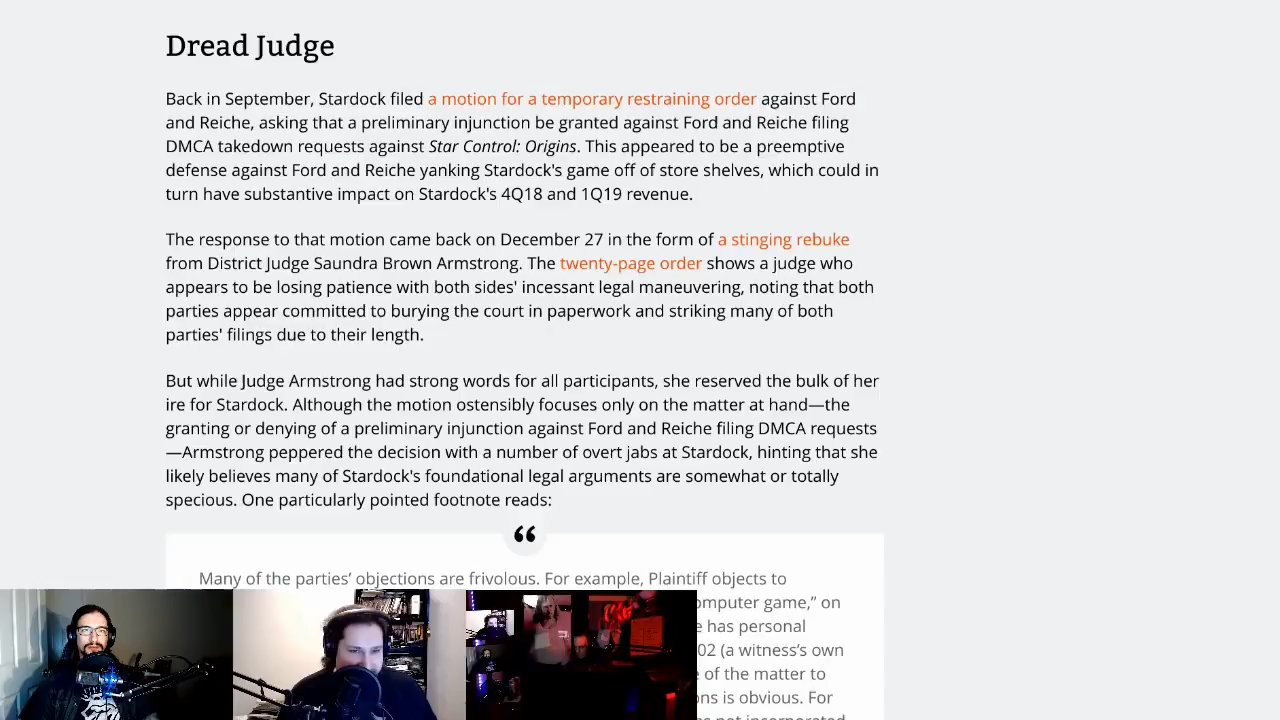 Dread Judge
Back in September, Stardock filed a motion for a temporary restraining order against Ford
and Reiche, asking that a preliminary injunction be granted against Ford and Reiche filing
DMCA takedown requests against Star Control: Origins. This appeared to be a preemptive
defense against Ford and Reiche yanking Stardock's game off of store shelves, which could in
turn have substantive impact on Stardock's 4Q18 and 1Q19 revenue.
The response to that motion came back on December 27 in the form of a stinging rebuke
from District Judge Saundra Brown Armstrong. The twenty-page order shows a judge who
appears to be losing patience with both sides' incessant legal maneuvering, noting that both
parties appear committed to burying the court in paperwork and striking many of both
parties' filings due to their length.
But while Judge Armstrong had strong words for all participants, she reserved the bulk of her
ire for Stardock. Although the motion ostensibly focuses only on the matter at hand—the
granting or denying of a preliminary injunction against Ford and Reiche filing DMCA requests
—Armstrong peppered the decision with a number of overt jabs at Stardock, hinting that she
likely believes many of Stardock's foundational legal arguments are somewhat or totally
specious. One particularly pointed footnote reads:
“
Many of the parties’ objections are frivolous. For example, Plaintiff objects to
omputer game,” on
has personal
02 (a witness’s own
of the matter to
ons is obvious. For
not incorporated